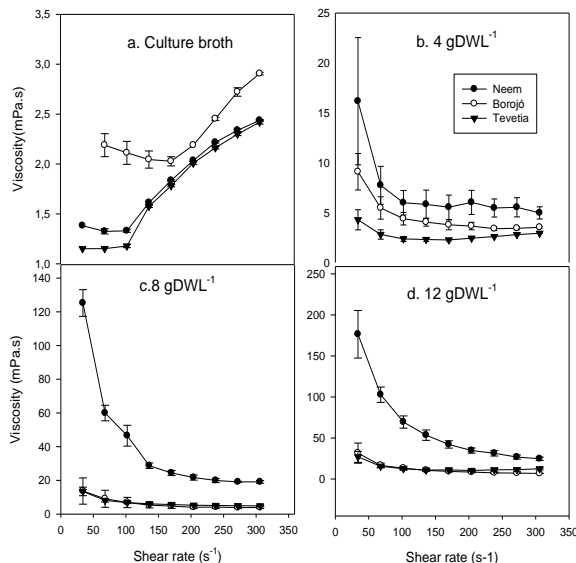 a. Culture broth
Viscosity(mPa.s)
3,5
3,0
2,5
2,0
1,5
1,0
b. 4 gDWL-1
25
20
15
10
5
0
Neem
Borojó
Tevetia
c.8 gDWL-1
Viscosity (mPa.s)
140
120
100
80
60
40
20
0
0 50 100 150 200 250 300 350
Shear rate (s-1)
d. 12 gDWL-1
250
200
150
100
50
0
0 50 100 150 200 250 300 350
Shear rate (s-1)